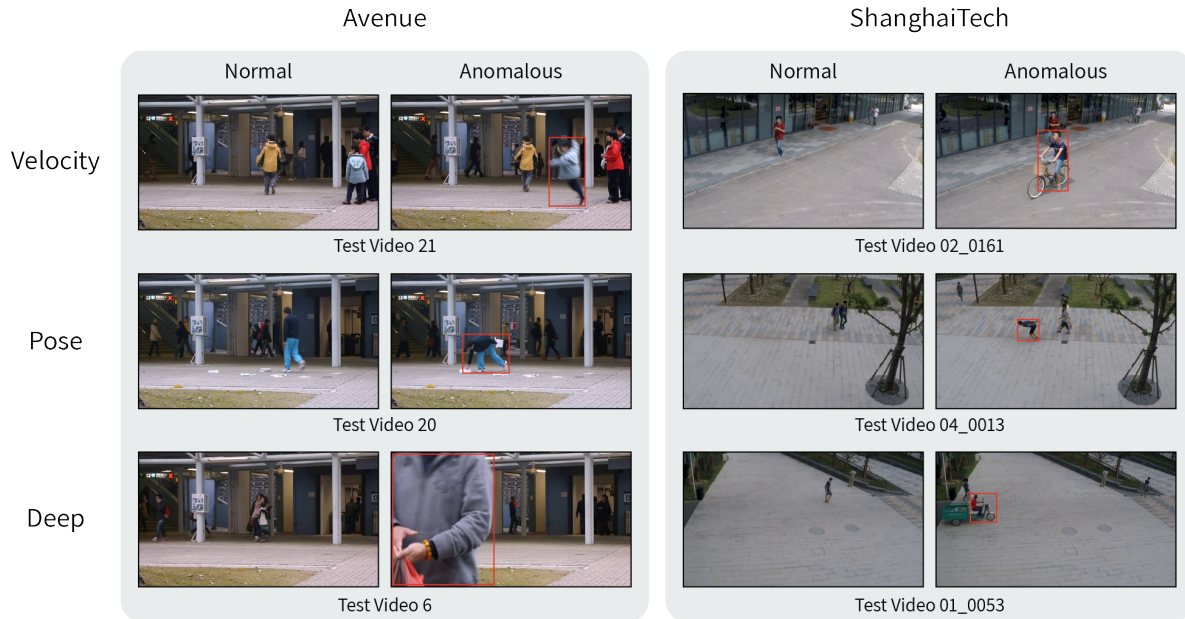 Avenue
ShanghaiTech
Normal
Anomalous
Normal
Anomalous
Velocity
Test Video 21
Test Video 02_0161
Pose
Test Video 20
Test Video 04_0013
Deep
Test Video 6
Test Video 01_0053